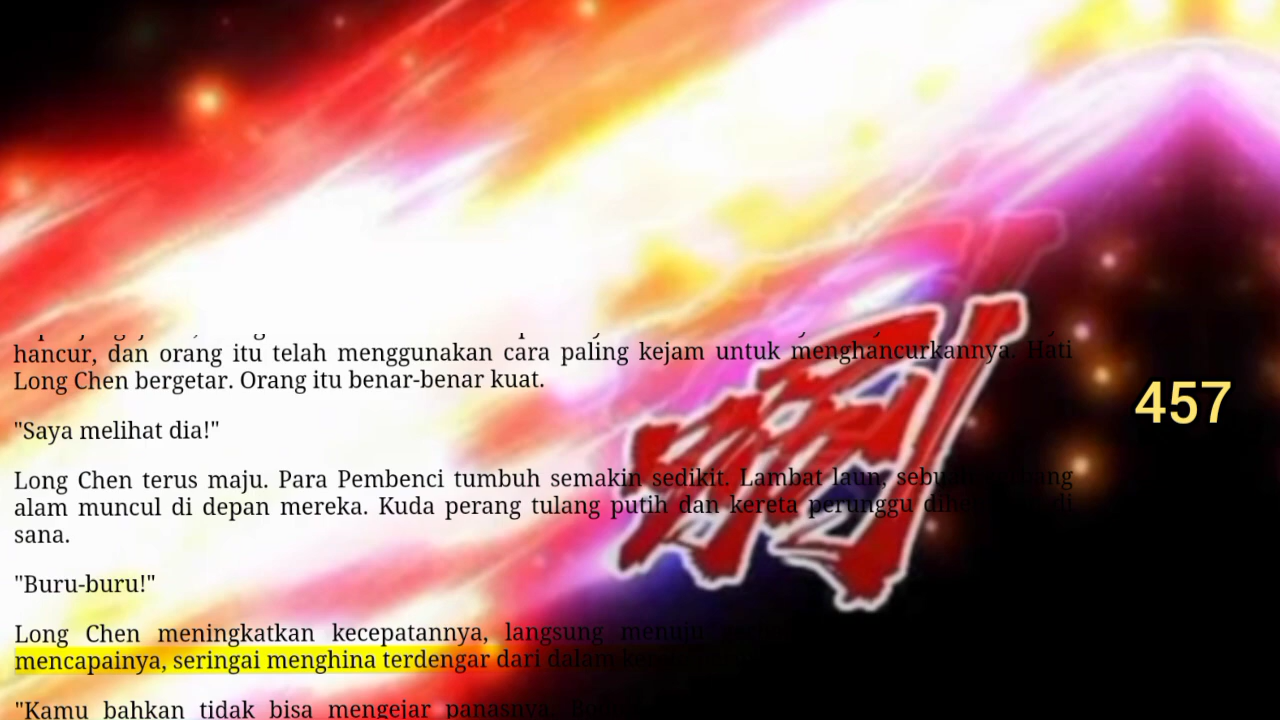 hancur, dan orang itu telah menggunakan cara paling kejam untuk menghancurkannya. Hati
Long Chen bergetar. Orang itu benar-benar kuat.
"Saya melihat dia!"
Long Chen terus maju. Para Pembenci tumbuh semakin sedikit. Lambat laun, sebuah
alam muncul di depan mereka. Kuda perang tulang putih dan kereta perunggu di
sana.
"Buru-buru!"
Long Chen meningkatkan kecepatannya, langsung menuju
mencapainya, seringai menghina terdengar dari dalam
"Kamu bahkan tidak bisa mengejar panasnya.
457